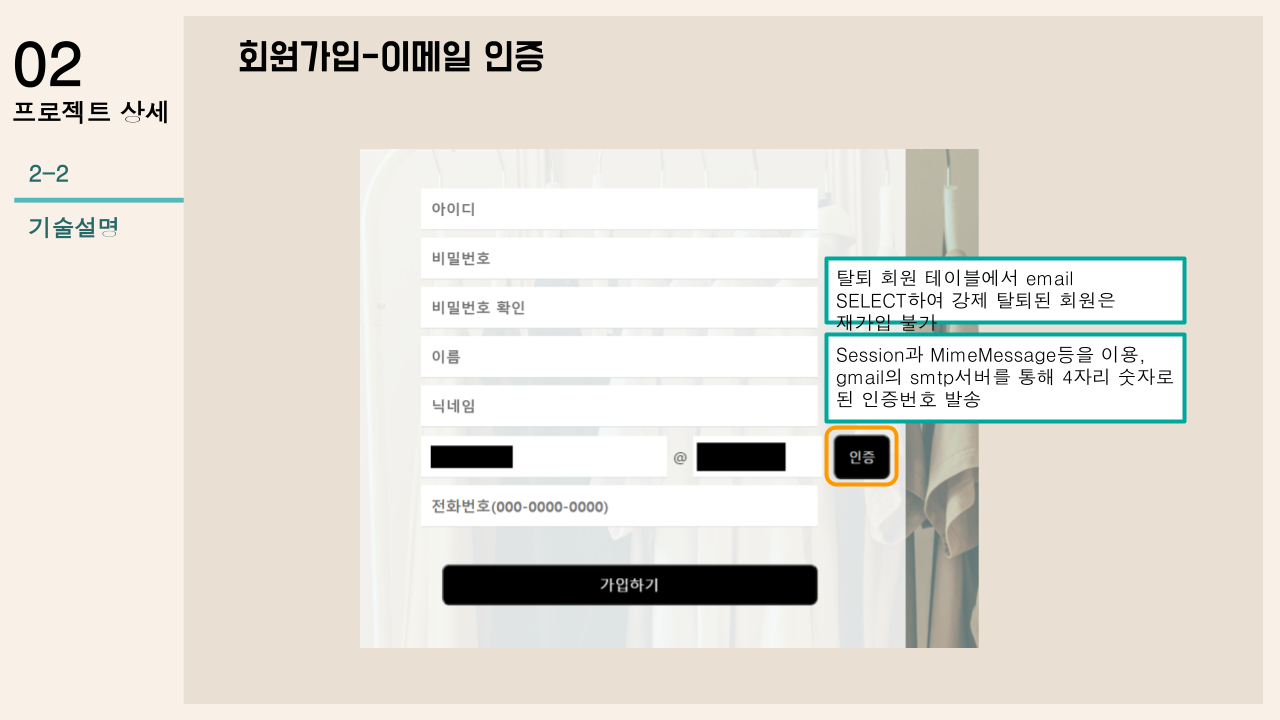 02
프로젝트 상세
2-2
기술설명
회원가입-이메일 인증
아이디
비밀번호
비밀번호 확인
이름
닉네임
@
인증
전화번호(000-0000-0000)
가입하기
탈퇴 회원 테이블에서 email
SELECT하여 강제 탈퇴된 회원은
재가입 불가
Session과 MimeMessage등을 이용,
gmail의 smtp서버를 통해 4자리 숫자로
된 인증번호 발송